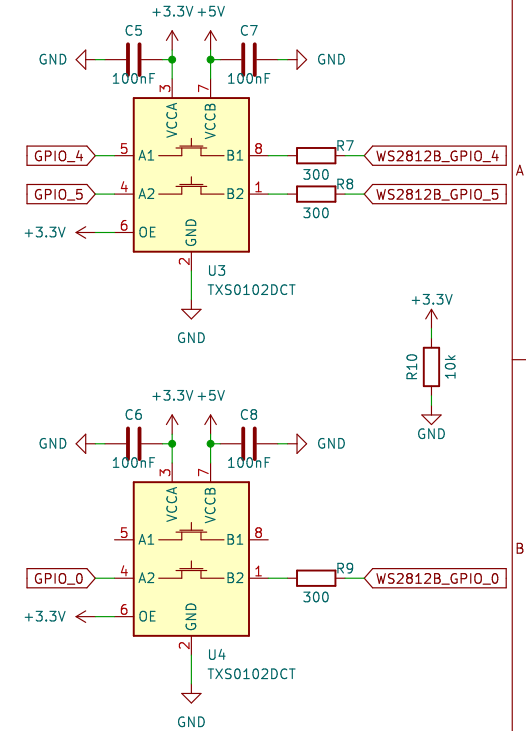 +3.3V +5V
C5
C7
GND
GND
100nF
100nF
3
7
VCCA
VCCB
GPIO_4
5
A1
B1
8
R7
300
WS2812B_GPIO_4
GPIO_5
4
A2
B2
1
R8
300
WS2812B_GPIO_5
A
+3.3V
6
OE
GND
2
U3
TXS0102DCT
GND
+3.3V
R10
10k
GND
+3.3V +5V
C6
C8
GND
GND
100nF
100nF
3
7
VCCA
VCCB
5
A1
B1
8
B
GPIO_0
4
A2
B2
1
R9
300
WS2812B_GPIO_0
+3.3V
6
OE
GND
2
U4
TXS0102DCT
GND